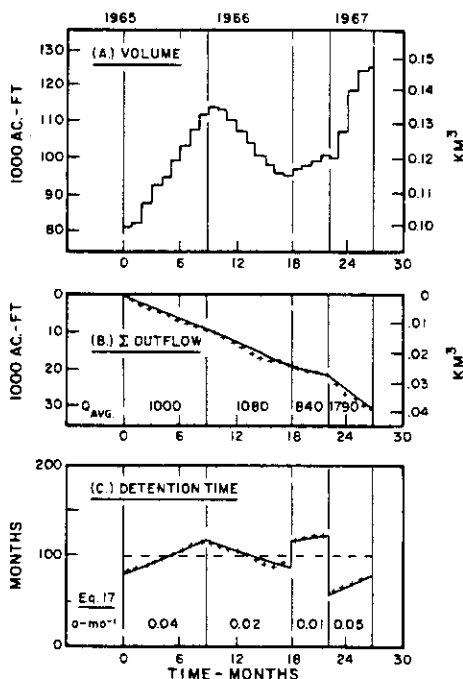 1965 1966 1967
(A.) VOLUME
1000 AC.-FT
130
120
110
100
90
80
KM³
0.15
0.14
0.13
0.12
0.11
0.10
0 6 12 18 24 30
(B.) Σ OUTFLOW
1000 AC.-FT
0
10
20
30
KM³
0
.01
.02
.03
.04
Q AVG. 1000 1080 840 1790
0 6 12 18 24 30
(C.) DETENTION TIME
MONTHS
200
100
0
Eq.17
a-mo⁻¹ 0.04 0.02 0.01 0.05
0 6 12 18 24 30
TIME - MONTHS